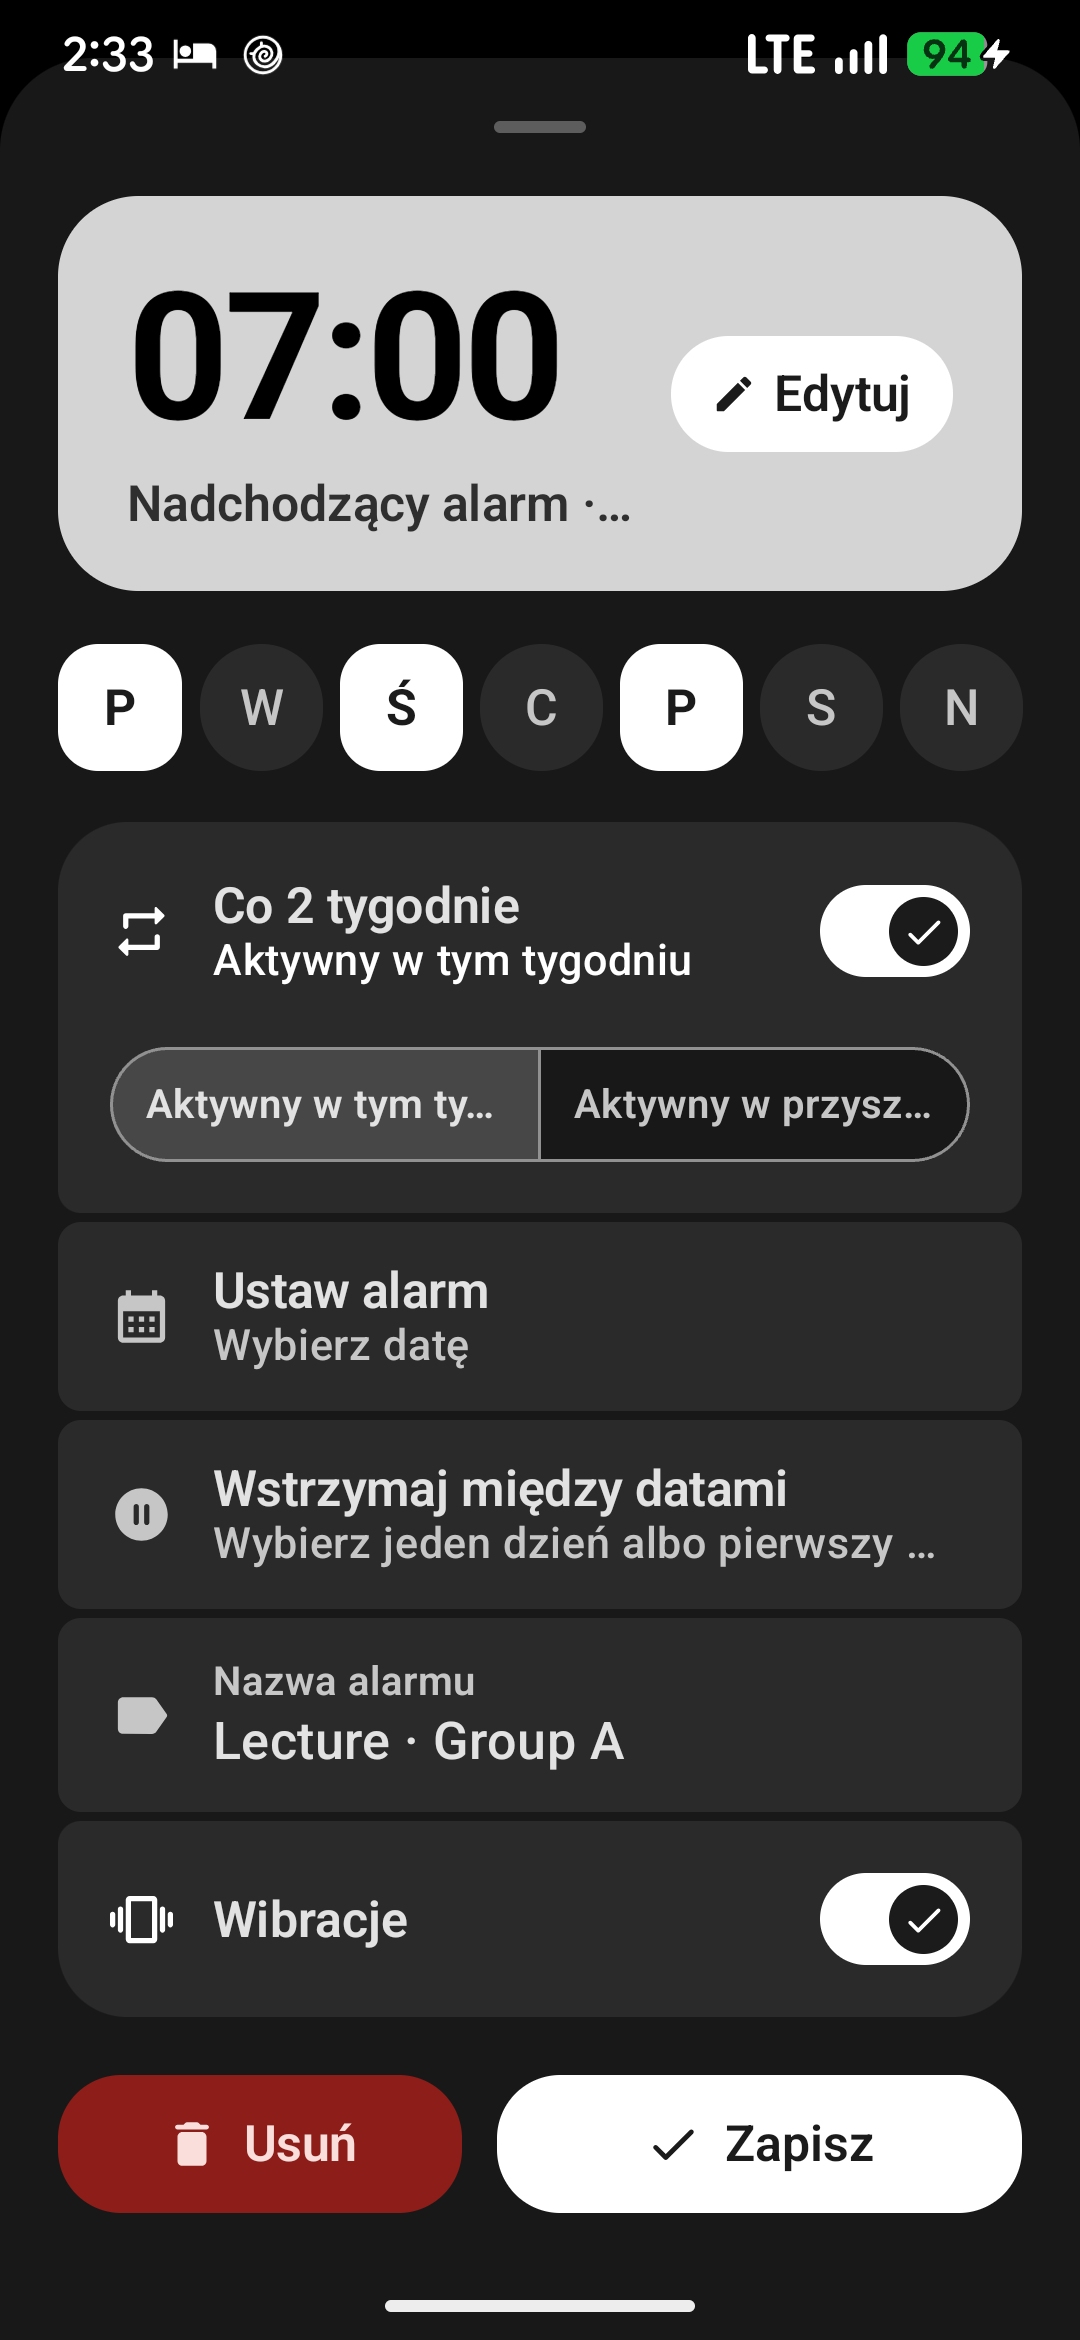 2:33
LTE
94
07:00
Edytuj
Nadchodzący alarm ·...
P
W
Ś
C
P
S
N
Co 2 tygodnie
Aktywny w tym tygodniu
Aktywny w tym ty...
Aktywny w przysz...
Ustaw alarm
Wybierz datę
Wstrzymaj między datami
Wybierz jeden dzień albo pierwszy ...
Nazwa alarmu
Lecture · Group A
Wibracje
Usuń
Zapisz